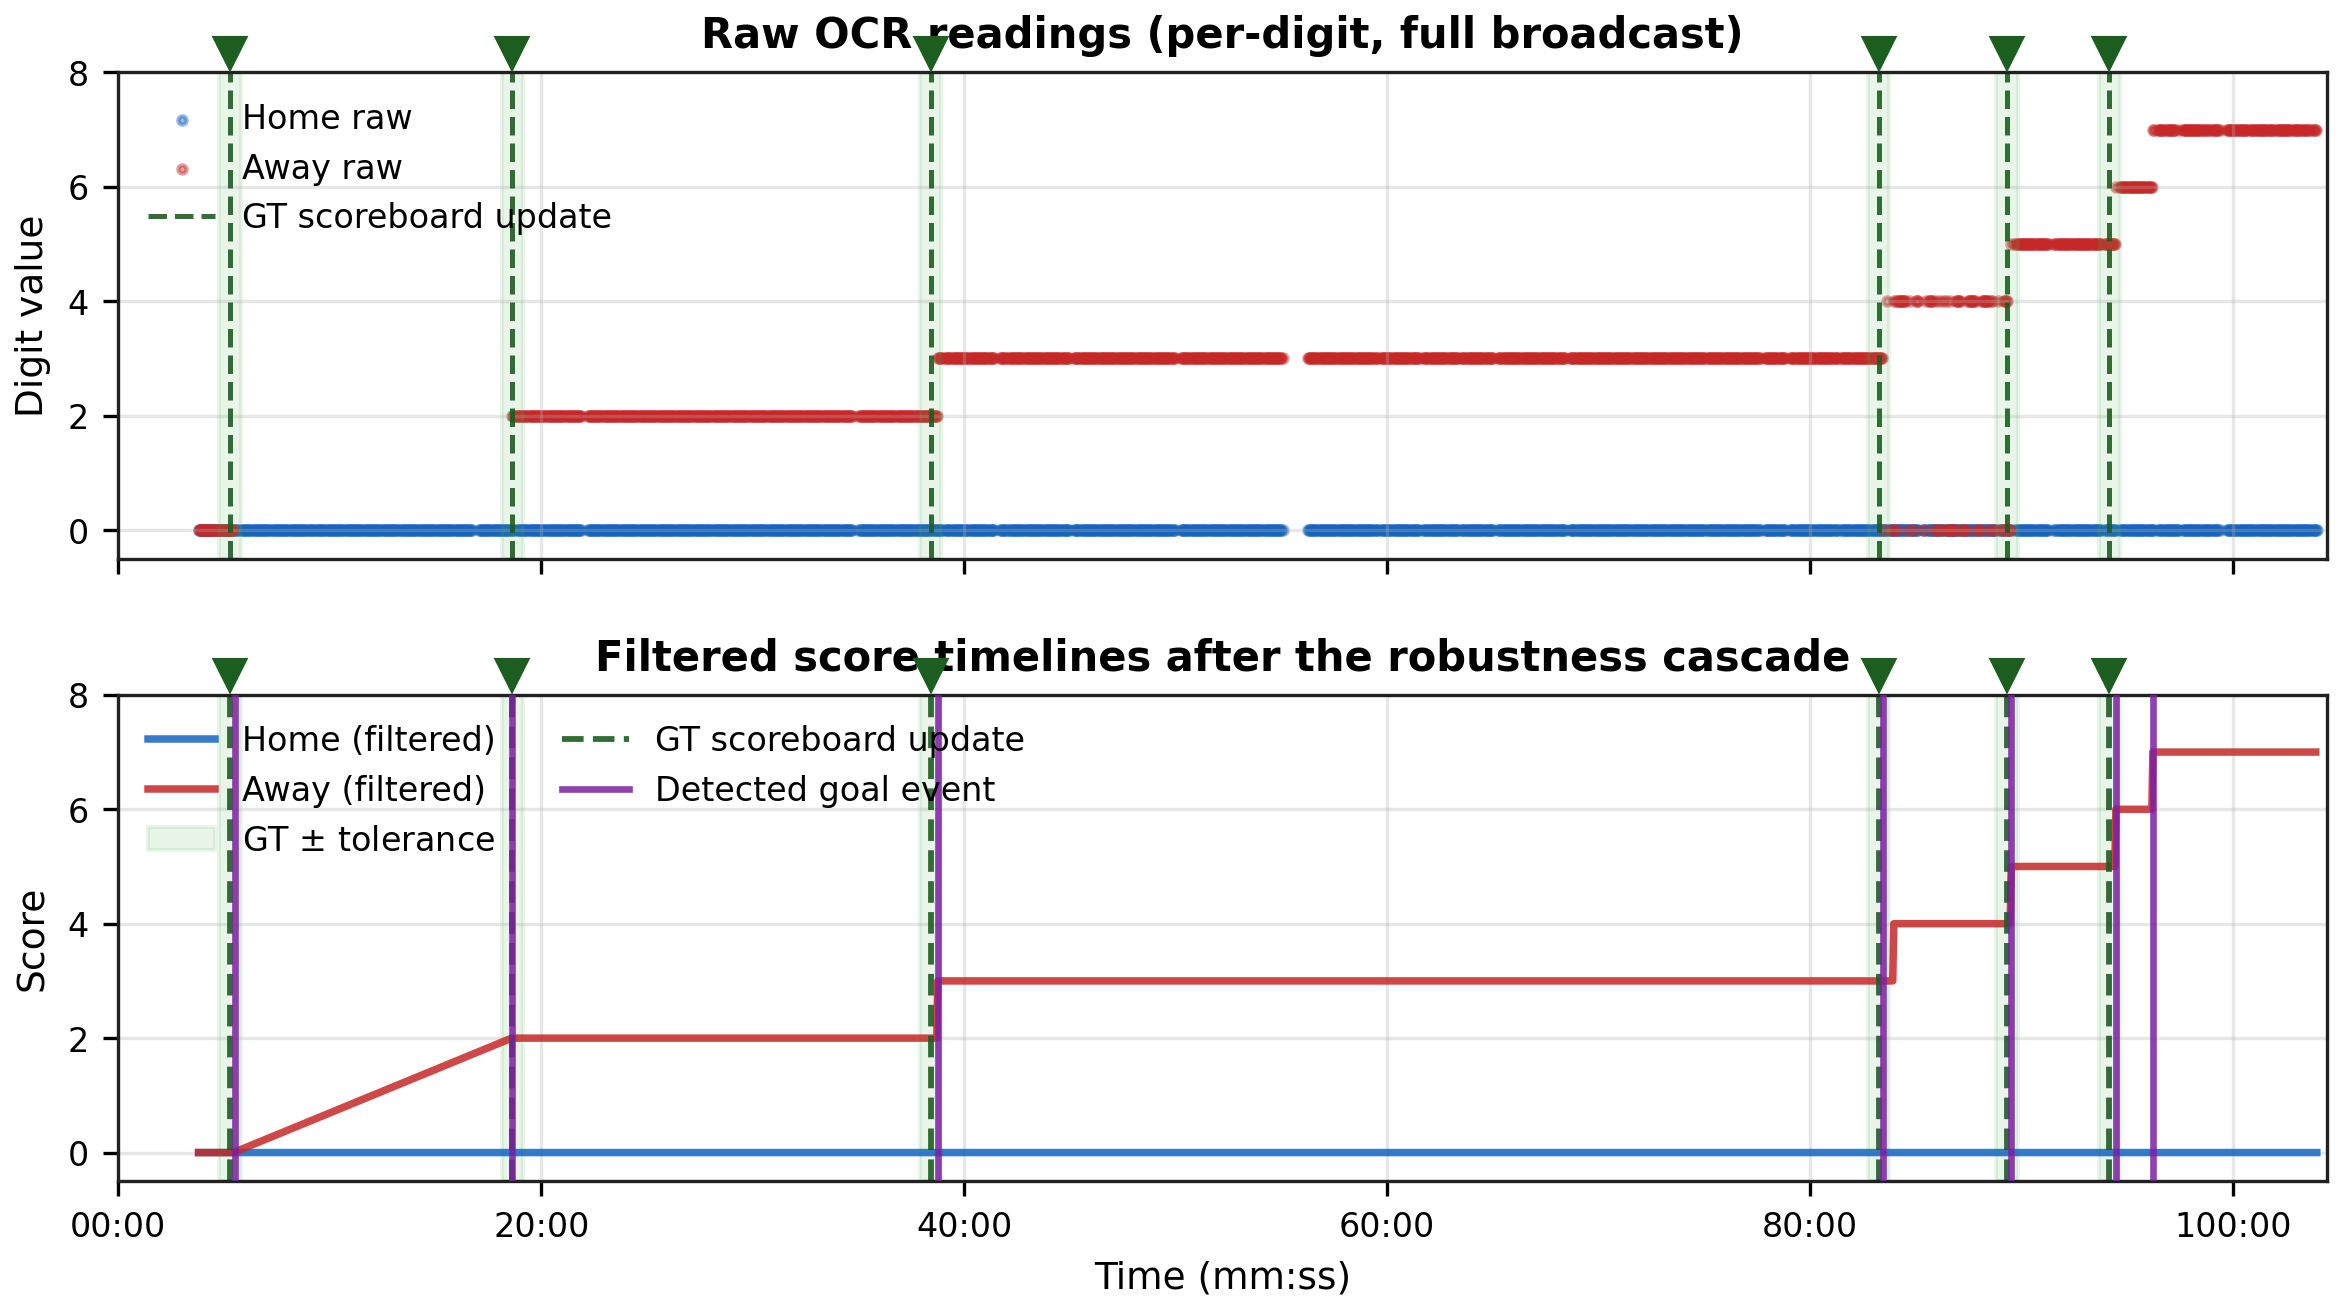 Raw OCR readings (per-digit, full broadcast)
8
6
4
2
0
Digit value
Home raw
Away raw
GT scoreboard update
Filtered score timelines after the robustness cascade
8
6
4
2
0
Score
Home (filtered)
Away (filtered)
GT ± tolerance
GT scoreboard update
Detected goal event
00:00 20:00 40:00 60:00 80:00 100:00
Time (mm:ss)